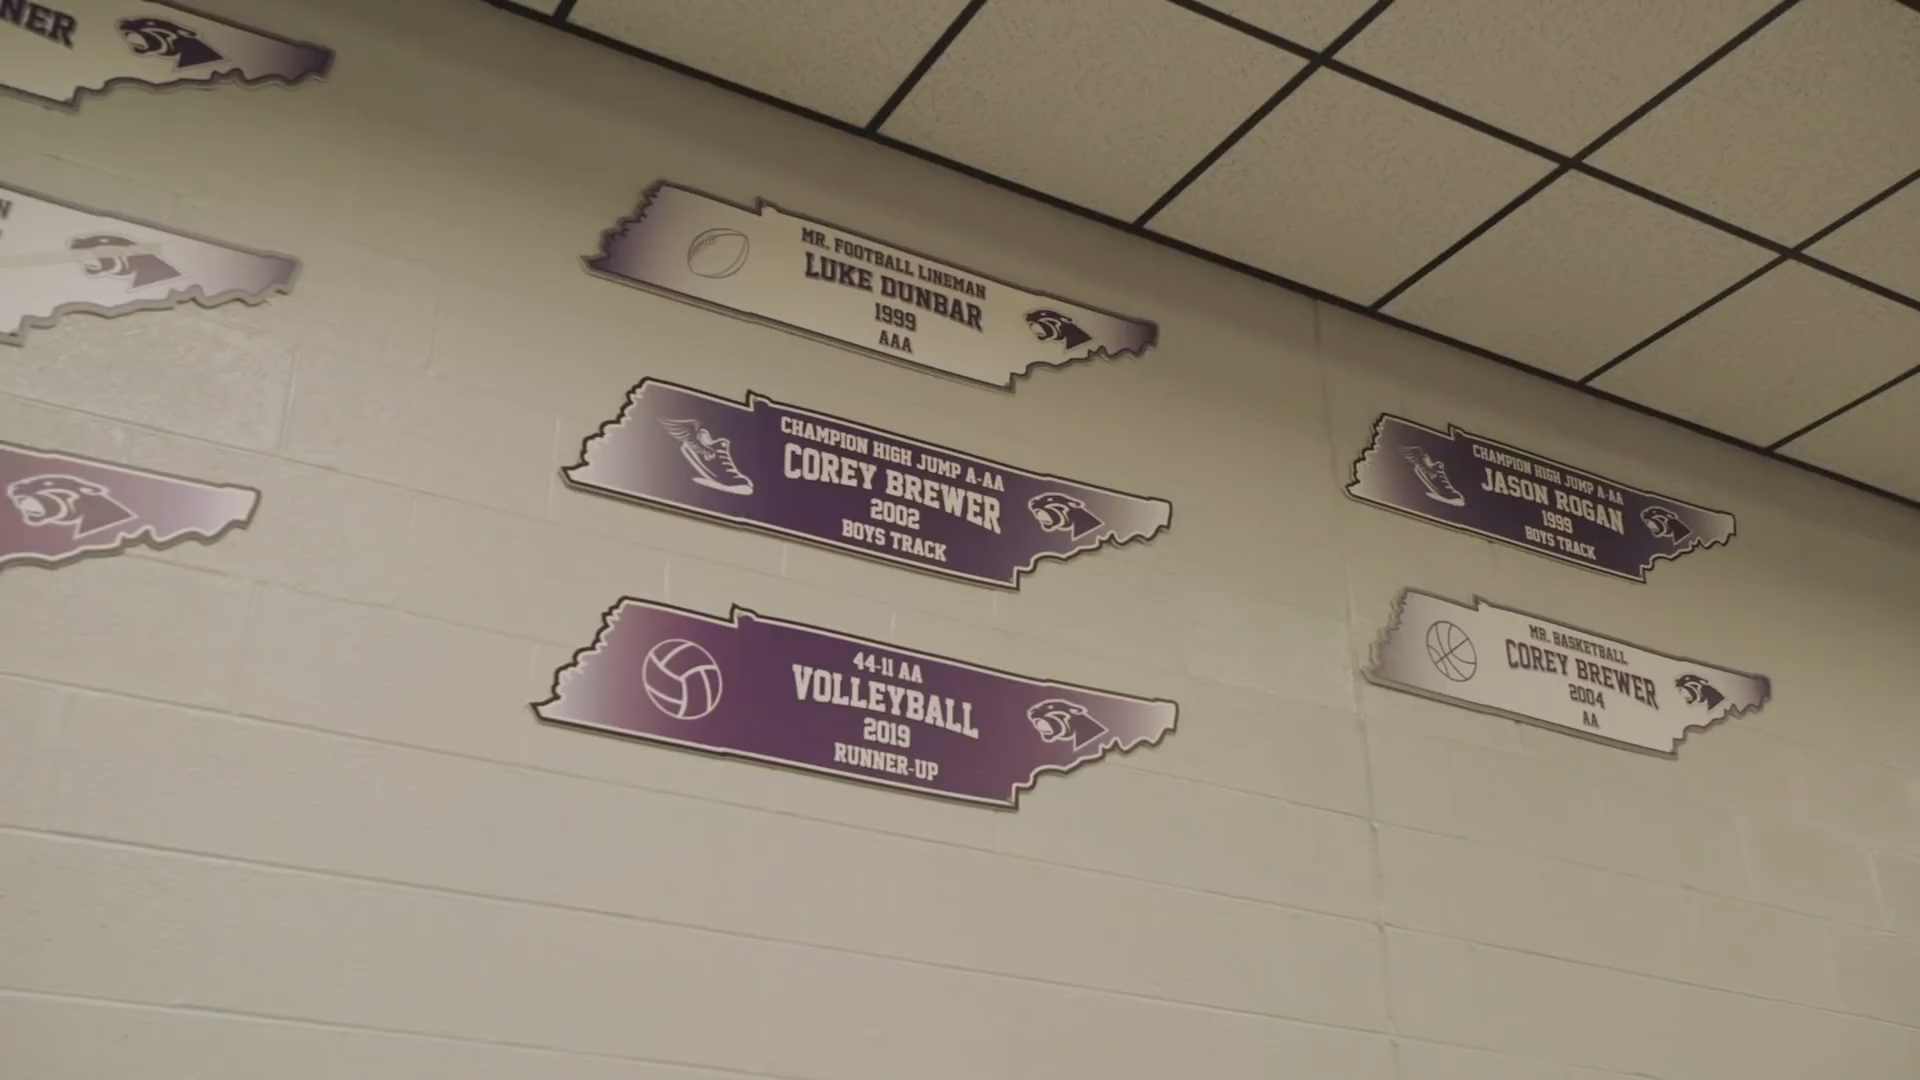 MR. FOOTBALL LINEMAN
LUKE DUNBAR
1999
AAA
CHAMPION HIGH JUMP A-AA
COREY BREWER
2002
BOYS TRACK
44-11 AA
VOLLEYBALL
2019
RUNNER-UP
CHAMPION HIGH JUMP A-AA
JASON ROGAN
1999
BOYS TRACK
MR. BASKETBALL
COREY BREWER
2004
AA